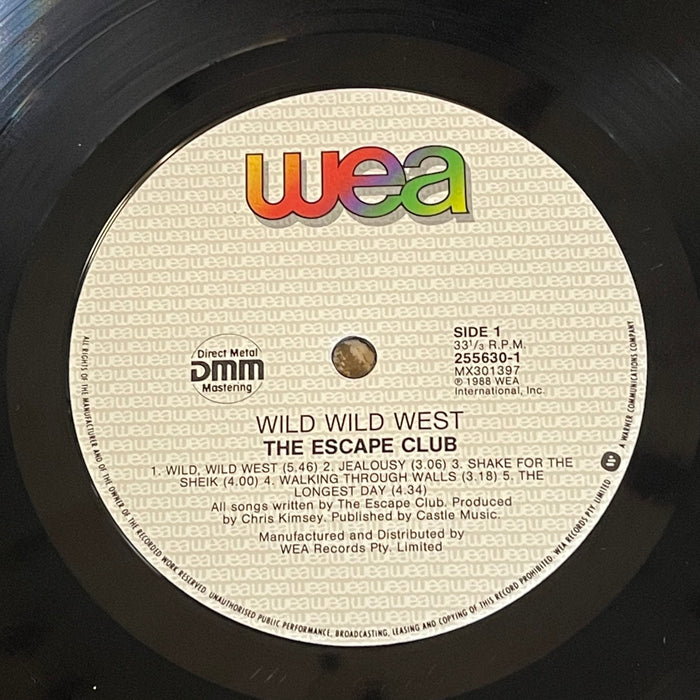 wea
SIDE 1
33 1/3 R.P.M.
255630-1
MX301397
℗ 1988 WEA
International, Inc.
Direct Metal
DMM
Mastering
WILD WILD WEST
THE ESCAPE CLUB
1. WILD, WILD WEST (5.46) 2. JEALOUSY (3.06) 3. SHAKE FOR THE
SHEIK (4.00) 4. WALKING THROUGH WALLS (3.18) 5. THE
LONGEST DAY (4.34)
All songs written by The Escape Club. Produced
by Chris Kimsey. Published by Castle Music.
Manufactured and Distributed by
WEA Records Pty. Limited
ALL RIGHTS OF THE MANUFACTURER AND OF THE OWNER OF THE RECORDED WORK RESERVED. UNAUTHORISED PUBLIC PERFORMANCE, BROADCASTING, LEASING AND COPYING OF THIS RECORD PROHIBITED. WEA RECORDS PTY. LIMITED
A WARNER COMMUNICATIONS COMPANY